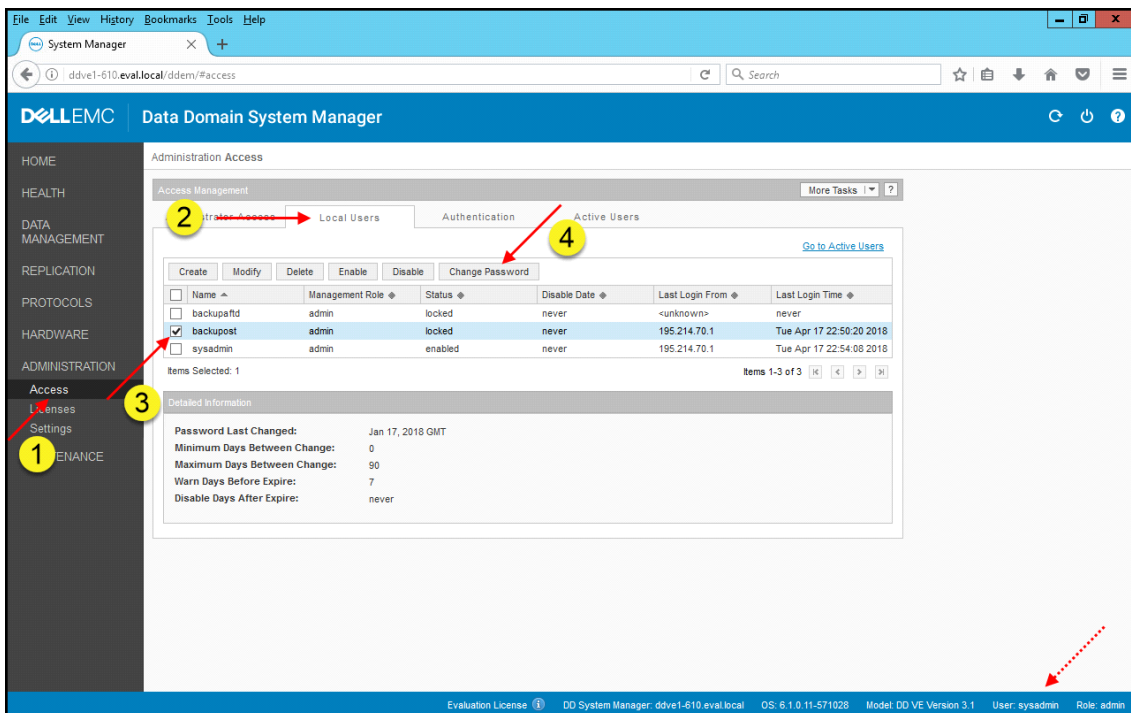 File Edit View History Bookmarks Tools Help
System Manager
ddve1-610.eval.local/ddem/#access
Search
DELLEMC Data Domain System Manager
HOME
HEALTH
DATA
MANAGEMENT
REPLICATION
PROTOCOLS
HARDWARE
ADMINISTRATION
Access
Licenses
Settings
ENANCE
1
Administration Access
Access Management More Tasks ?
2 strator Access Local Users Authentication Active Users
4
Go to Active Users
Create Modify Delete Enable Disable Change Password
Name Management Role Status Disable Date Last Login From Last Login Time
backupaftd admin locked never <unknown> never
backupost admin locked never 195.214.70.1 Tue Apr 17 22:50:20 2018
sysadmin admin enabled never 195.214.70.1 Tue Apr 17 22:54:08 2018
Items Selected: 1 Items 1-3 of 3
3
Detailed Information
Password Last Changed: Jan 17, 2018 GMT
Minimum Days Between Change: 0
Maximum Days Between Change: 90
Warn Days Before Expire: 7
Disable Days After Expire: never
Evaluation License DD System Manager: ddve1-610.eval.local OS: 6.1.0.11-571028 Model: DD VE Version 3.1 User: sysadmin Role: admin